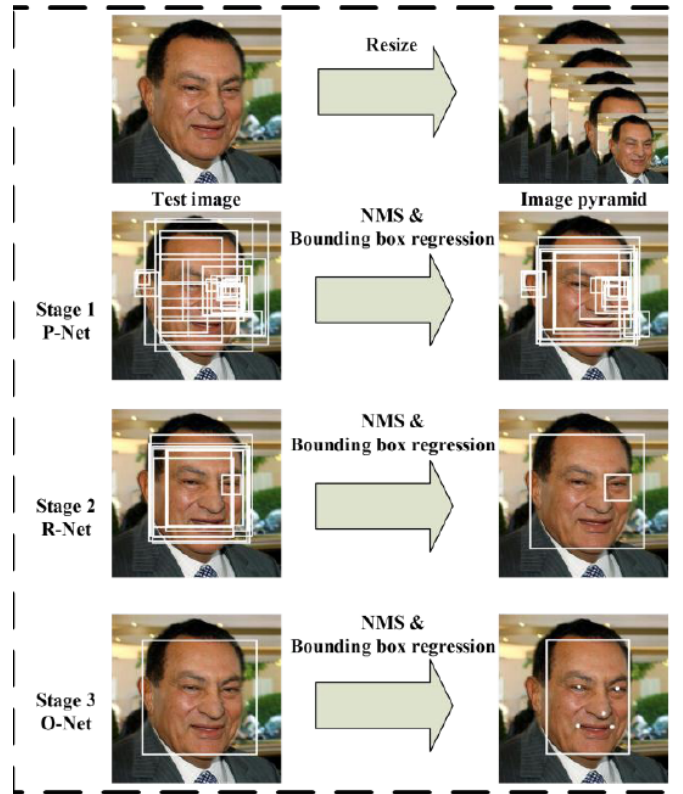 Resize
Test image
Image pyramid
NMS &
Bounding box regression
Stage 1
P-Net
NMS &
Bounding box regression
Stage 2
R-Net
NMS &
Bounding box regression
Stage 3
O-Net